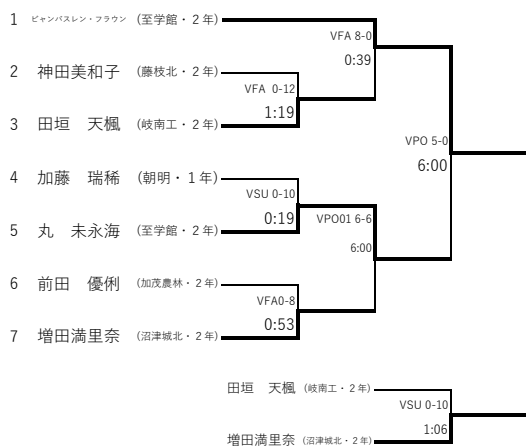 1 ビャンバスレン・フラウン (至学館・2年)
VFA 8-0
0:39
2 神田美和子 (藤枝北・2年)
VFA 0-12
1:19
3 田垣 天楓 (岐南工・2年)
VPO 5-0
6:00
4 加藤 瑞稀 (朝明・1年)
VSU 0-10
0:19
VPO01 6-6
6:00
5 丸 未永海 (至学館・2年)
6 前田 優俐 (加茂農林・2年)
VFA0-8
0:53
7 増田満里奈 (沼津城北・2年)
田垣 天楓 (岐南工・2年)
VSU 0-10
1:06
増田満里奈 (沼津城北・2年)